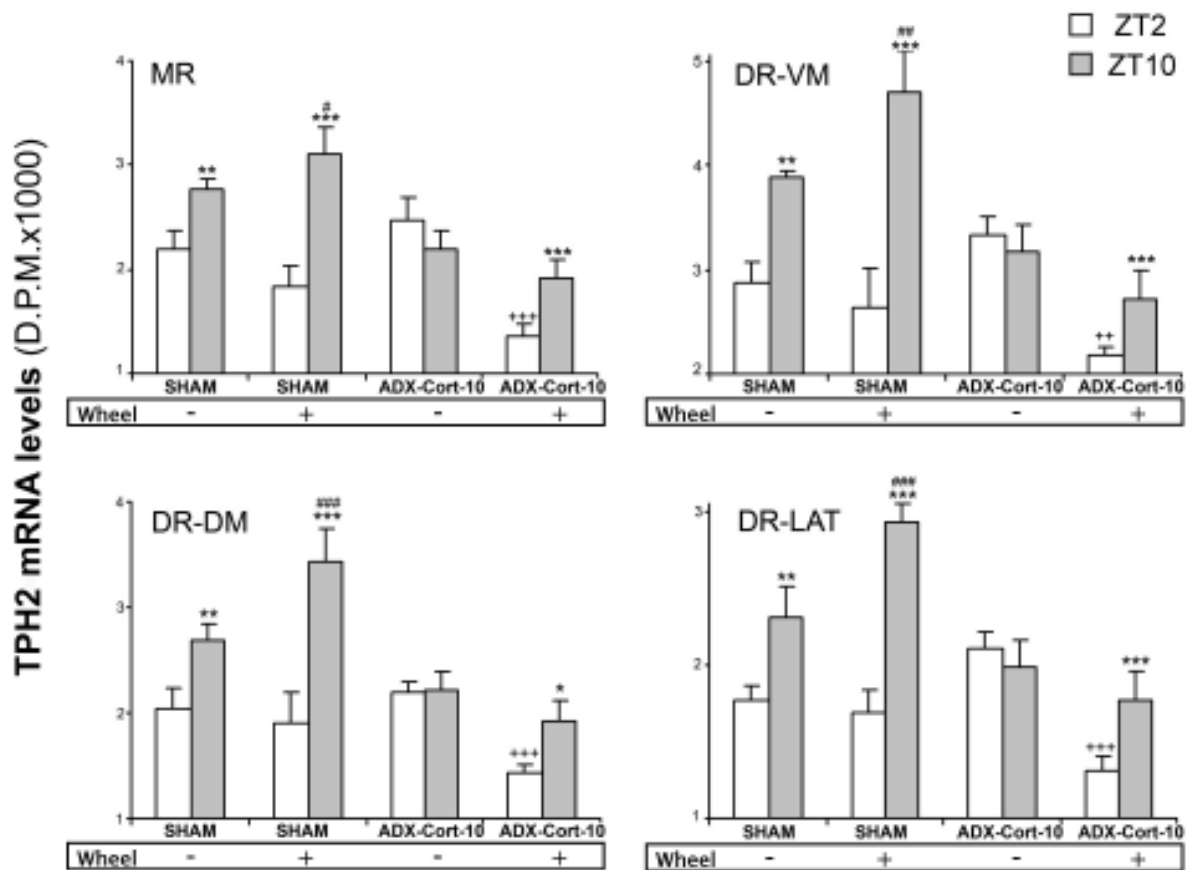 ZT2
ZT10
TPH2 mRNA levels (D.P.M.x1000)
MR
4
3
2
1
**
#
***
+++
***
SHAM SHAM ADX-Cort-10 ADX-Cort-10
Wheel - + - +
DR-VM
5
4
3
2
**
##
***
++
***
SHAM SHAM ADX-Cort-10 ADX-Cort-10
Wheel - + - +
DR-DM
4
3
2
1
**
###
***
+++
*
SHAM SHAM ADX-Cort-10 ADX-Cort-10
Wheel - + - +
DR-LAT
3
2
1
**
###
***
+++
***
SHAM SHAM ADX-Cort-10 ADX-Cort-10
Wheel - + - +